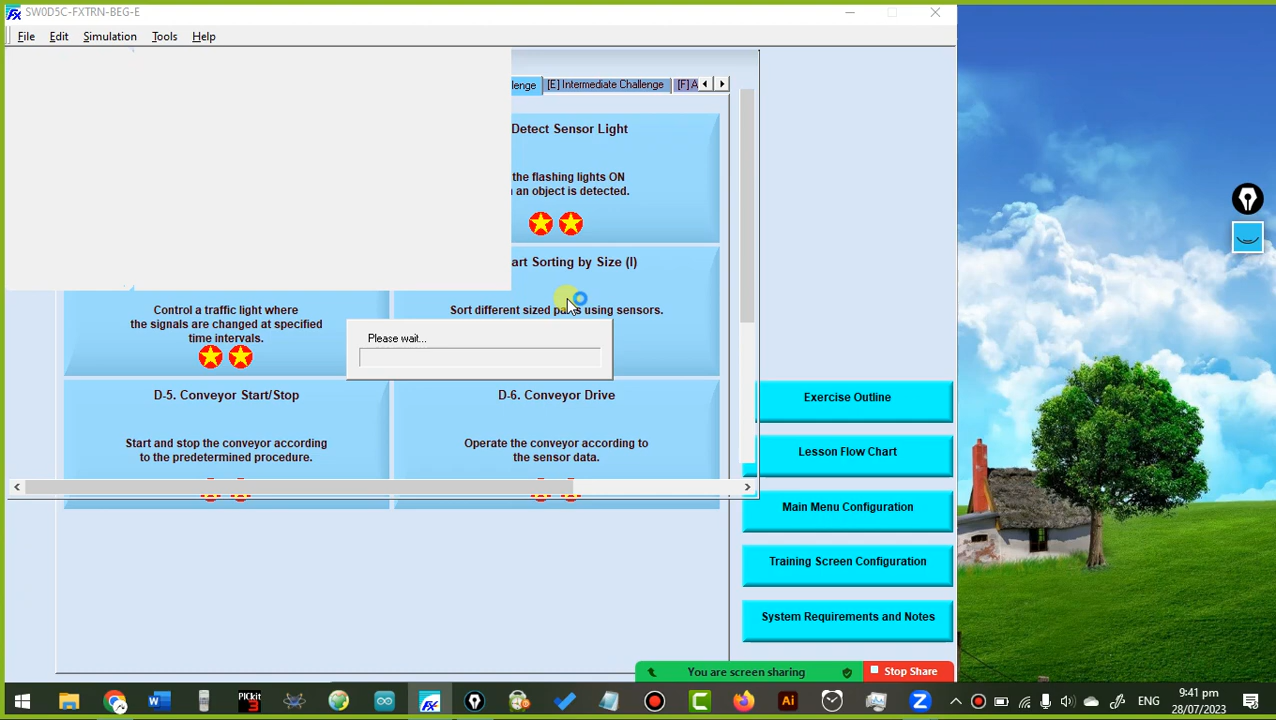 SW0D5C-FXTRN-BEG-E
File Edit Simulation Tools Help
lenge [E] Intermediate Challenge [F] A
Detect Sensor Light
the flashing lights ON
an object is detected.
art Sorting by Size (I)
Control a traffic light where
the signals are changed at specified
time intervals.
Sort different sized parts using sensors.
Please wait...
D-5. Conveyor Start/Stop
Start and stop the conveyor according
to the predetermined procedure.
D-6. Conveyor Drive
Operate the conveyor according to
the sensor data.
Exercise Outline
Lesson Flow Chart
Main Menu Configuration
Training Screen Configuration
System Requirements and Notes
You are screen sharing
Stop Share
PICkit
3
FX
Ai
ENG
9:41 pm
28/07/2023